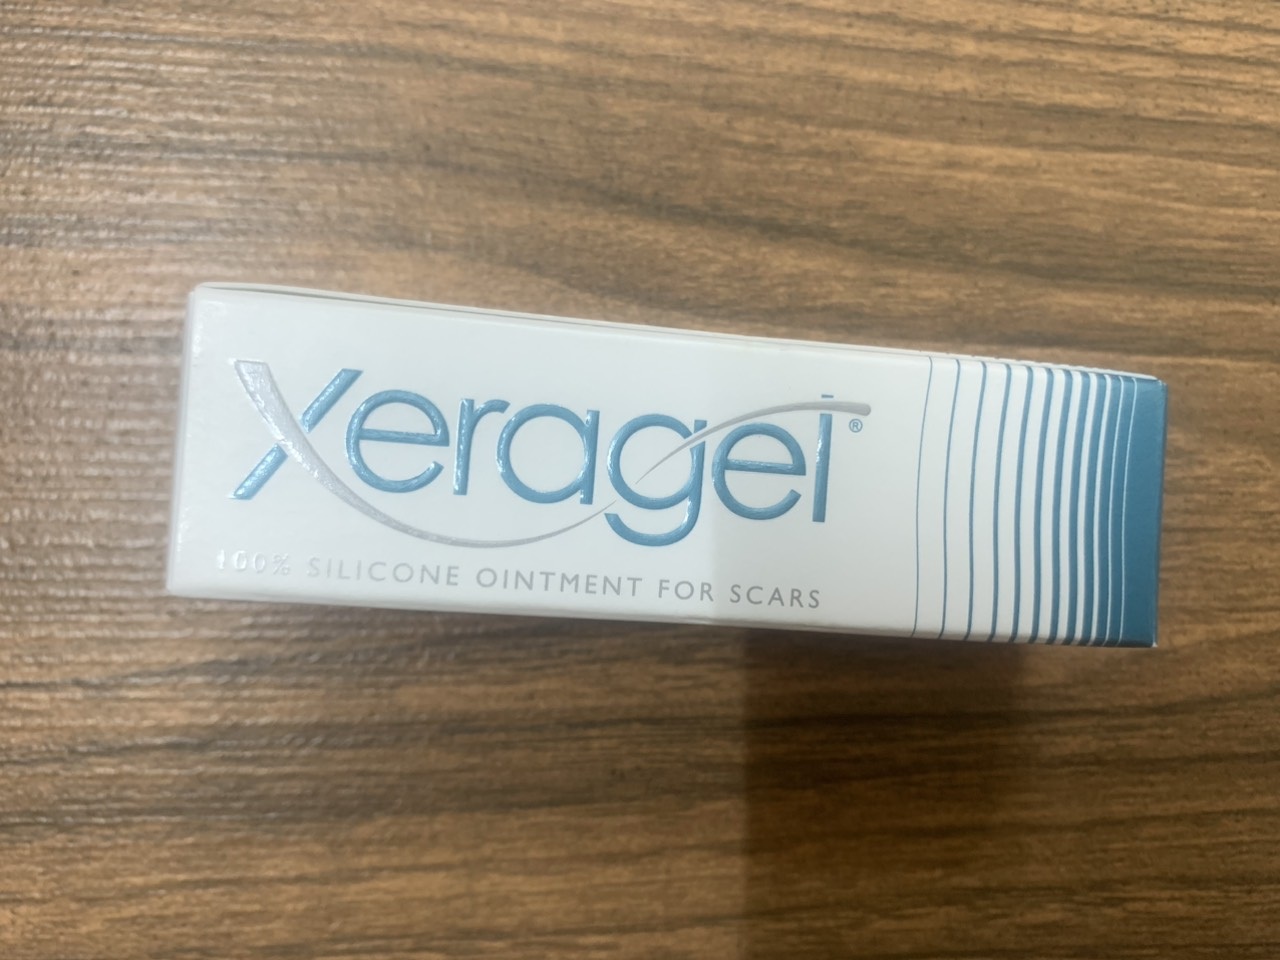 xeragel®
100% SILICONE OINTMENT FOR SCARS